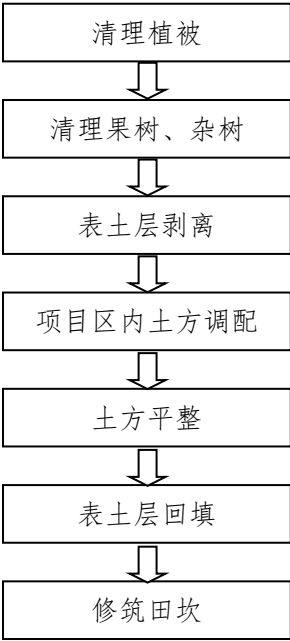 清理植被
清理果树、杂树
表土层剥离
项目区内土方调配
土方平整
表土层回填
修筑田坎